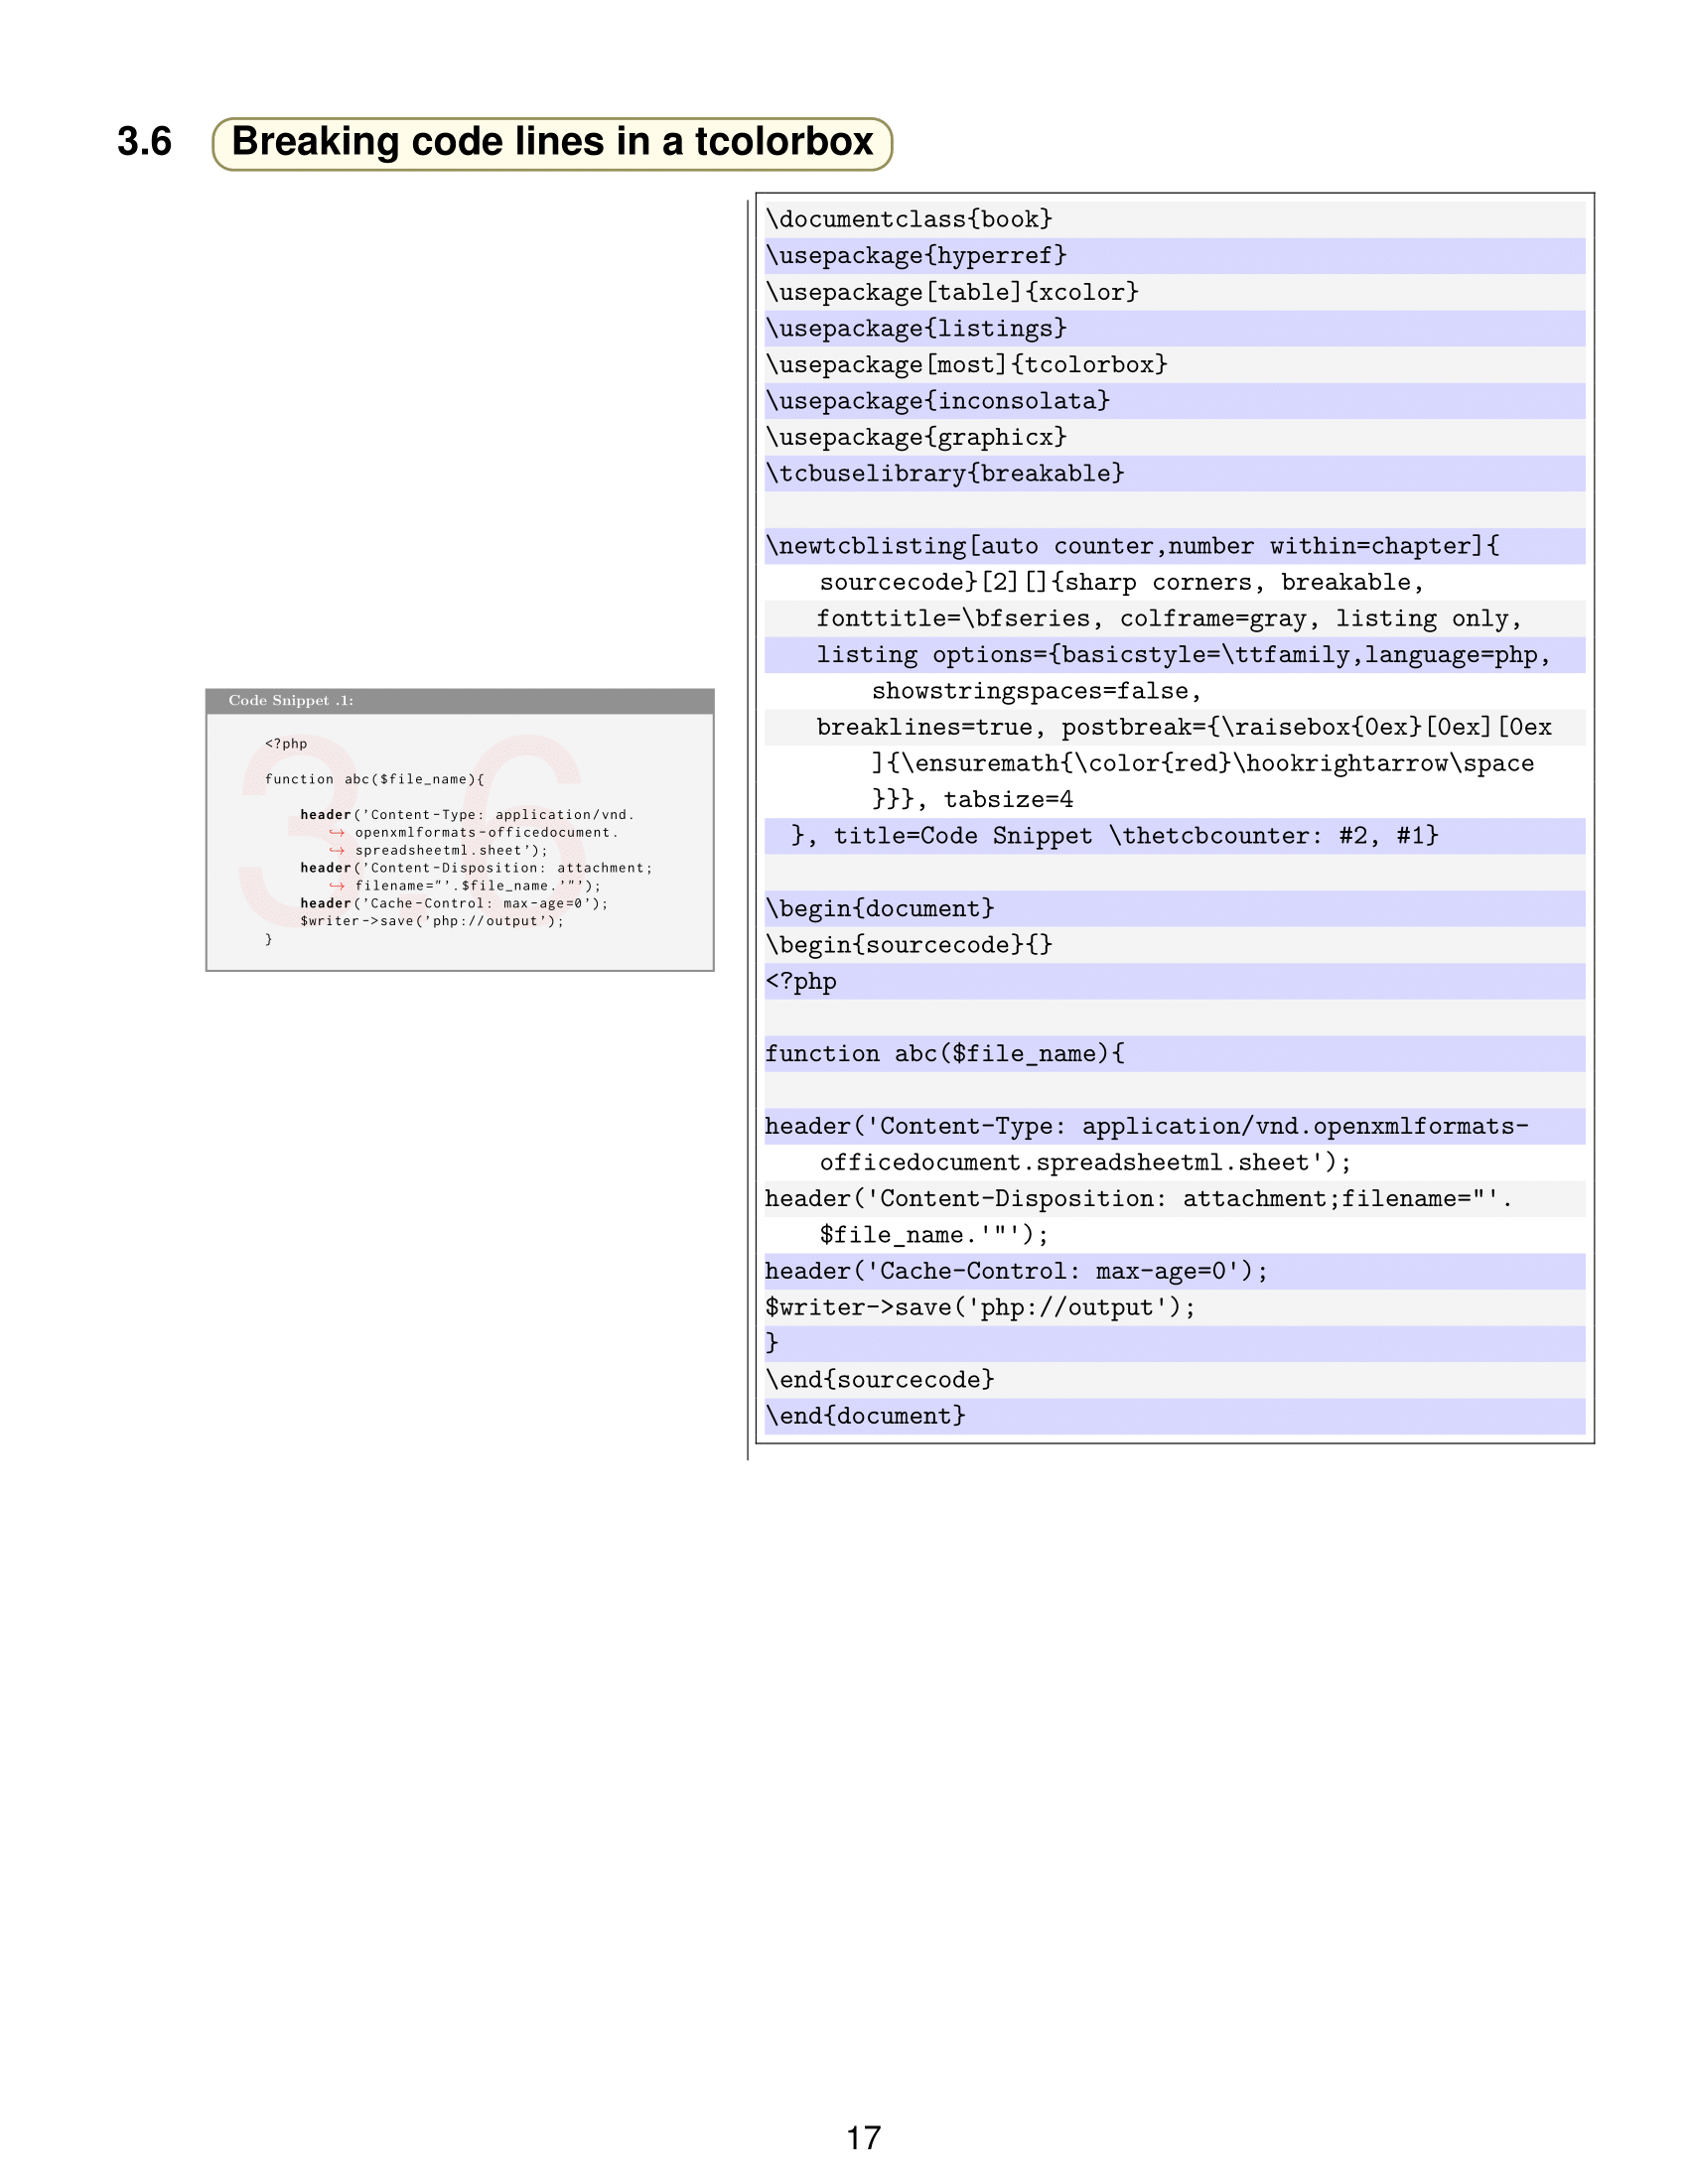 3.6 Breaking code lines in a tcolorbox
Code Snippet .1:
3.6
<?php
function abc($file_name){
header('Content-Type: application/vnd.
↪ openxmlformats-officedocument.
↪ spreadsheetml.sheet');
header('Content-Disposition: attachment;
↪ filename="'.$file_name.'"');
header('Cache-Control: max-age=0');
$writer->save('php://output');
}
\documentclass{book}
\usepackage{hyperref}
\usepackage[table]{xcolor}
\usepackage{listings}
\usepackage[most]{tcolorbox}
\usepackage{inconsolata}
\usepackage{graphicx}
\tcbuselibrary{breakable}
\newtcblisting[auto counter,number within=chapter]{
sourcecode}[2][]{sharp corners, breakable,
fonttitle=\bfseries, colframe=gray, listing only,
listing options={basicstyle=\ttfamily,language=php,
showstringspaces=false,
breaklines=true, postbreak={\raisebox{0ex}[0ex][0ex
]{\ensuremath{\color{red}\hookrightarrow\space
}}}, tabsize=4
}, title=Code Snippet \thetcbcounter: #2, #1}
\begin{document}
\begin{sourcecode}{}
<?php
function abc($file_name){
header('Content-Type: application/vnd.openxmlformats-
officedocument.spreadsheetml.sheet');
header('Content-Disposition: attachment;filename="'.
$file_name.'"');
header('Cache-Control: max-age=0');
$writer->save('php://output');
}
\end{sourcecode}
\end{document}
17